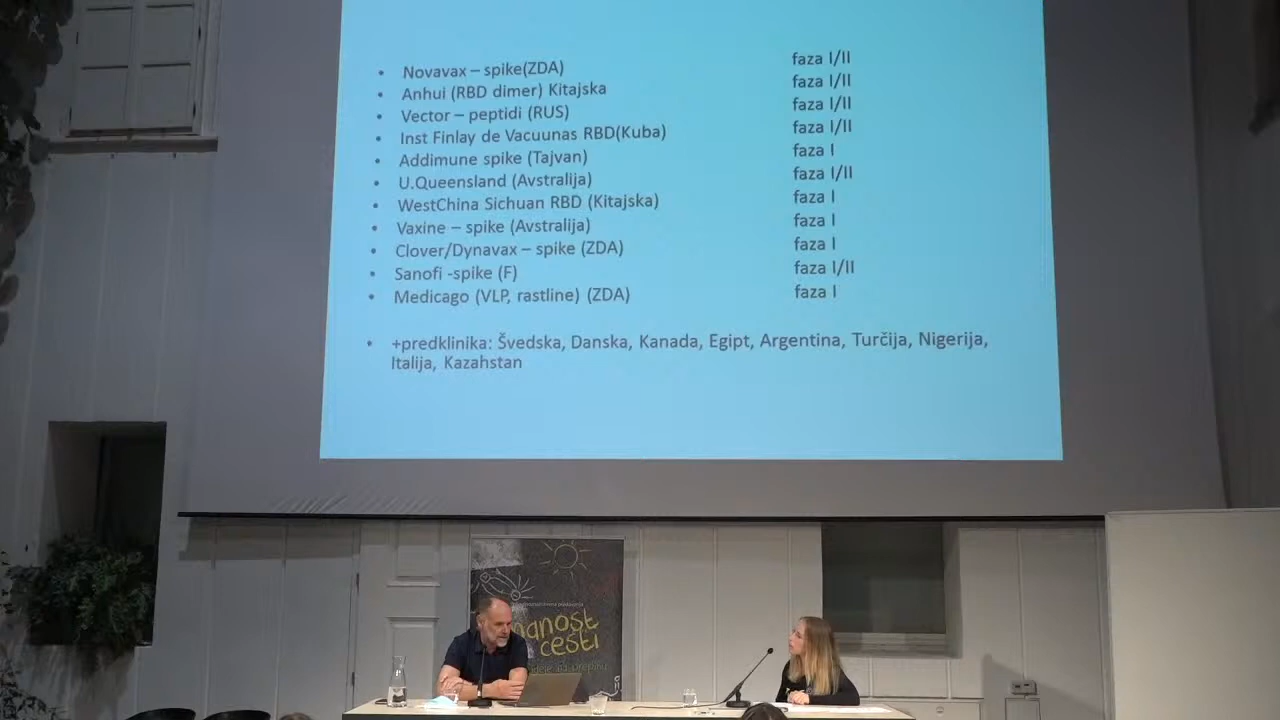 • Novavax – spike(ZDA) faza I/II
• Anhui (RBD dimer) Kitajska faza I/II
• Vector – peptidi (RUS) faza I/II
• Inst Finlay de Vacuunas RBD(Kuba) faza I/II
• Addimune spike (Tajvan) faza I
• U.Queensland (Avstralija) faza I/II
• WestChina Sichuan RBD (Kitajska) faza I
• Vaxine – spike (Avstralija) faza I
• Clover/Dynavax – spike (ZDA) faza I
• Sanofi -spike (F) faza I/II
• Medicago (VLP, rastline) (ZDA) faza I
• +predklinika: Švedska, Danska, Kanada, Egipt, Argentina, Turčija, Nigerija,
Italija, Kazahstan
nanost
cesti